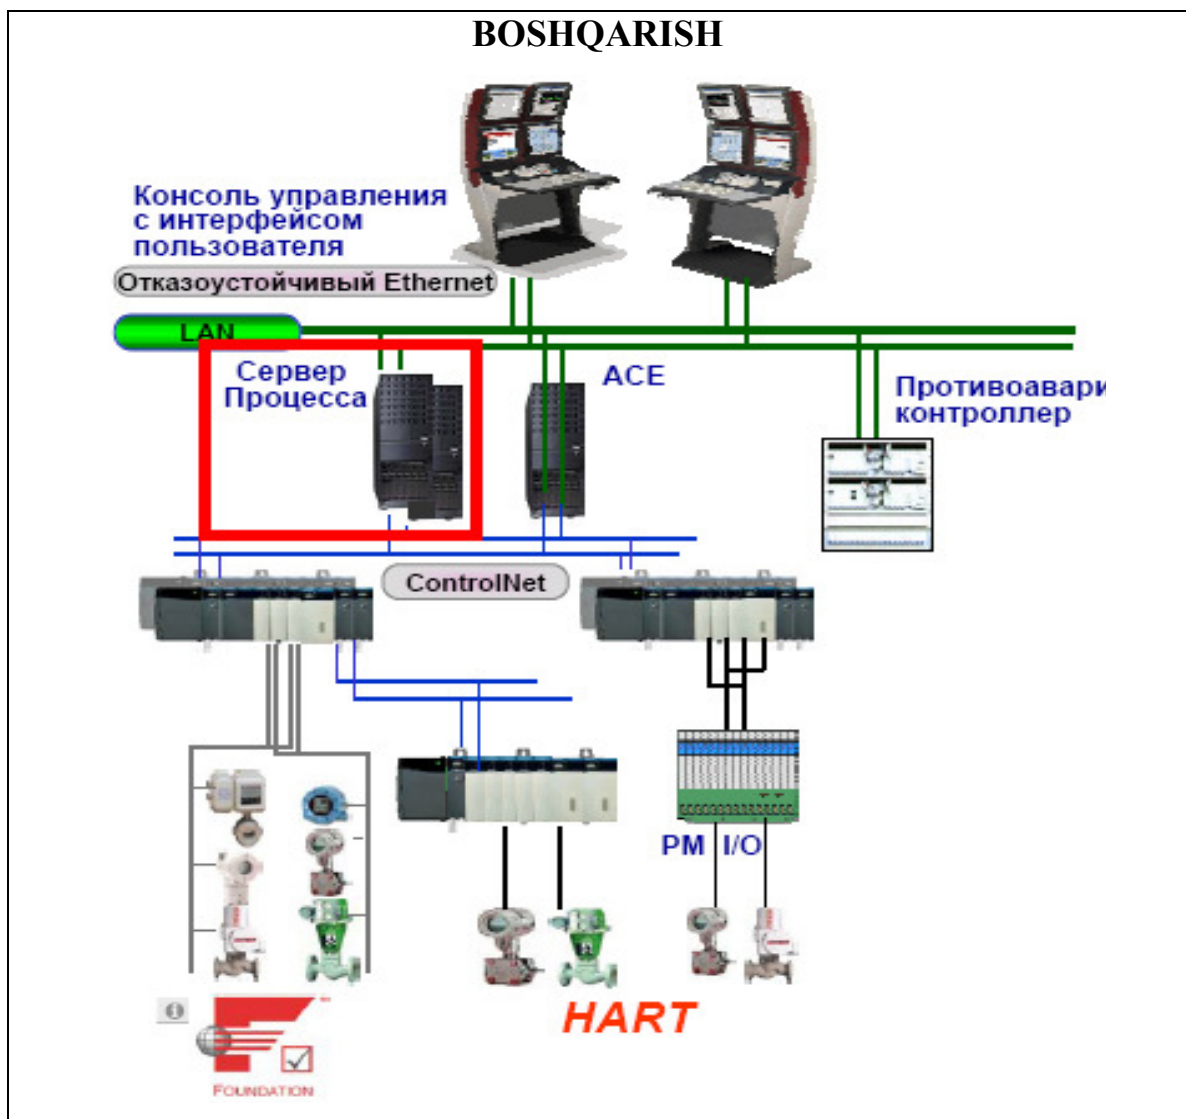 BOSHQARISH
Консоль управления
с интерфейсом
пользователя
Отказоустойчивый Ethernet
LAN
Сервер
Процесса
ACE
Противоавари
контроллер
ControlNet
PM I/O
HART
FOUNDATION